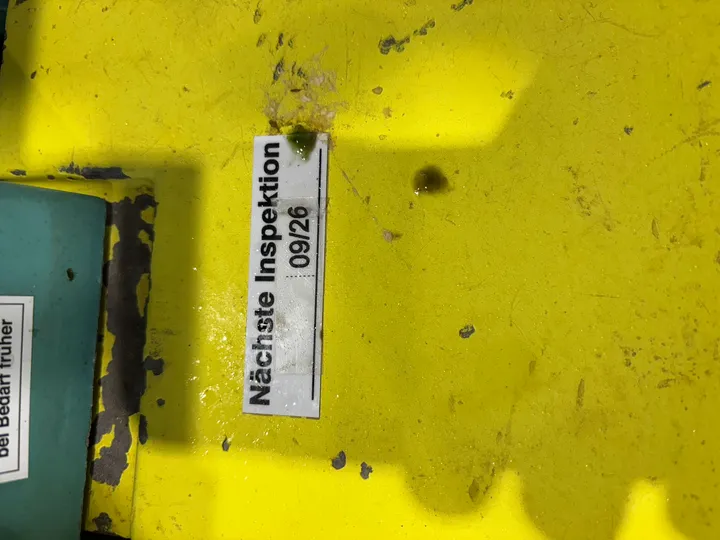 Nächste Inspektion
09/26
bei Bedarf früher